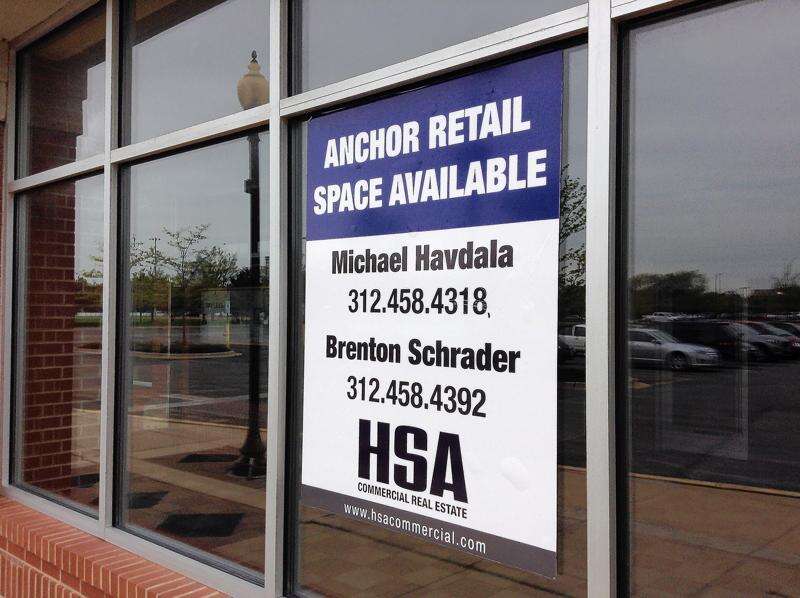 ANCHOR RETAIL
SPACE AVAILABLE
Michael Havdala
312.458.4318
Brenton Schrader
312.458.4392
HSA
COMMERCIAL REAL ESTATE
www.hsacommercial.com